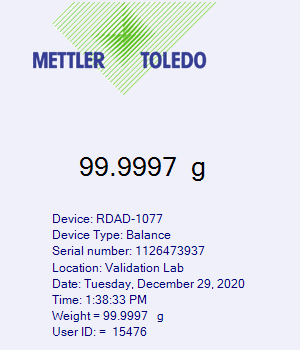 METTLER TOLEDO
99.9997 g
Device: RDAD-1077
Device Type: Balance
Serial number: 1126473937
Location: Validation Lab
Date: Tuesday, December 29, 2020
Time: 1:38:33 PM
Weight = 99.9997 g
User ID: = 15476